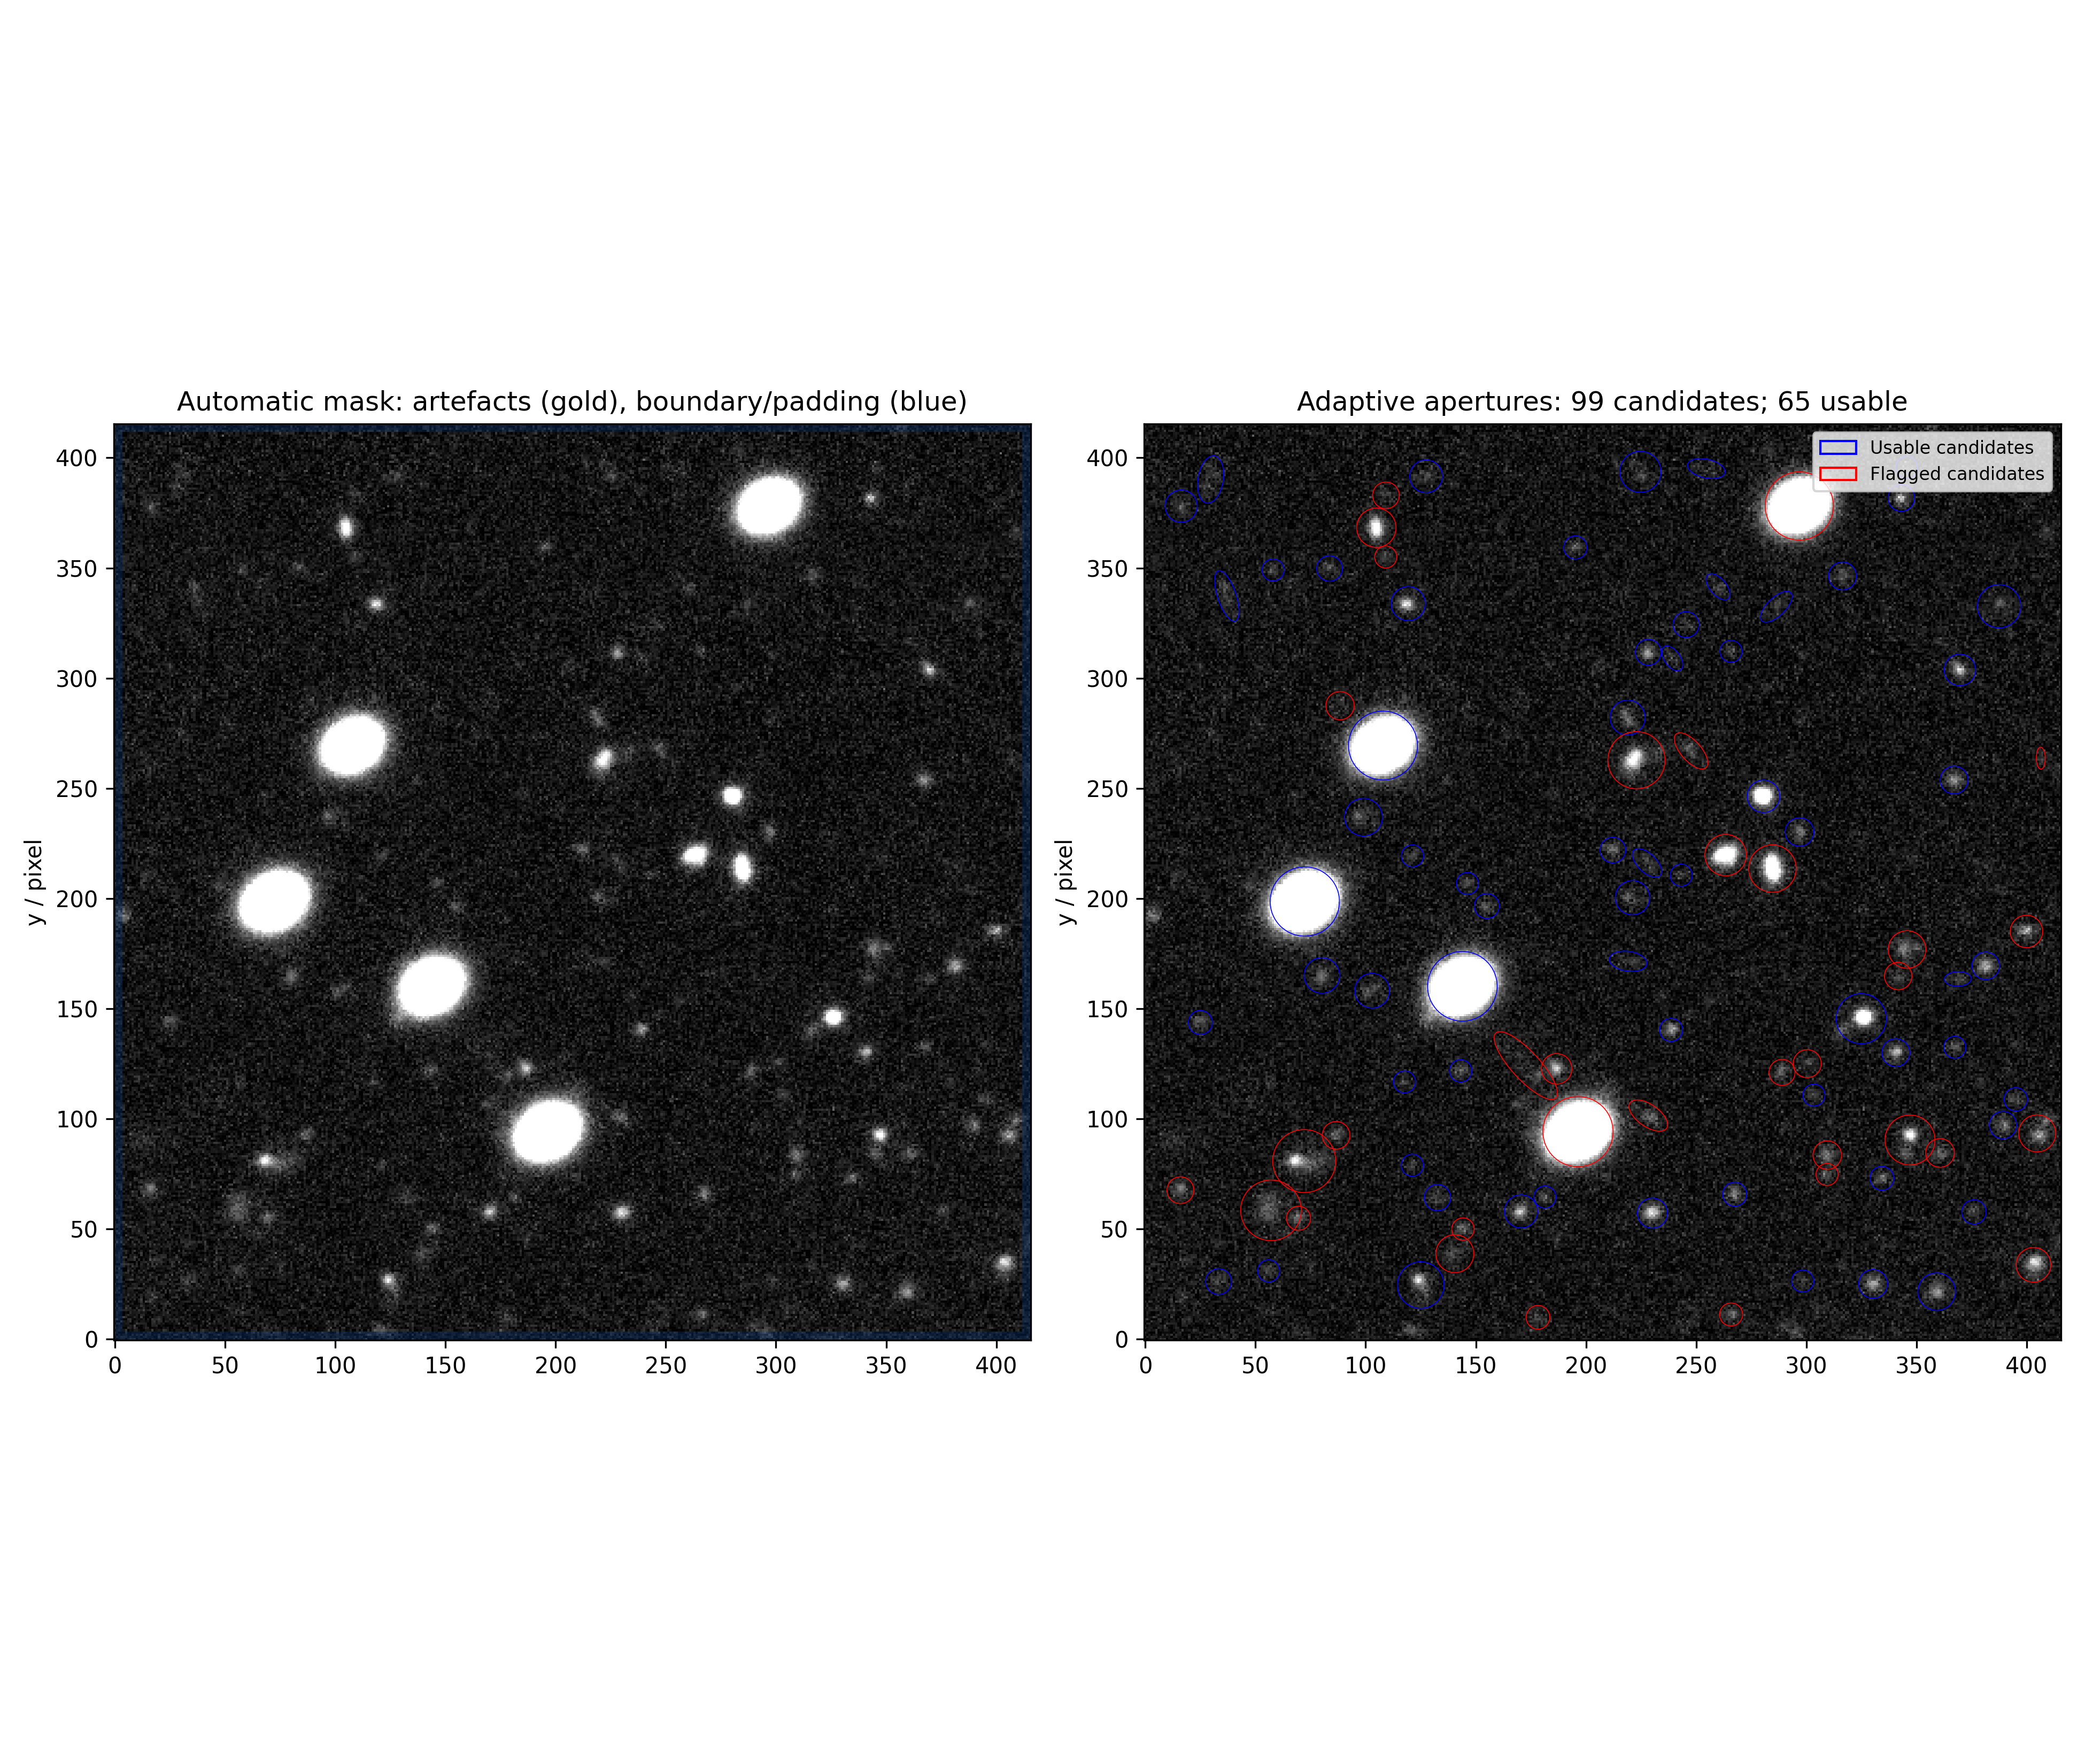 Automatic mask: artefacts (gold), boundary/padding (blue)
y / pixel
400
350
300
250
200
150
100
50
0
0 50 100 150 200 250 300 350 400
Adaptive apertures: 99 candidates; 65 usable
Usable candidates
Flagged candidates
y / pixel
400
350
300
250
200
150
100
50
0
0 50 100 150 200 250 300 350 400